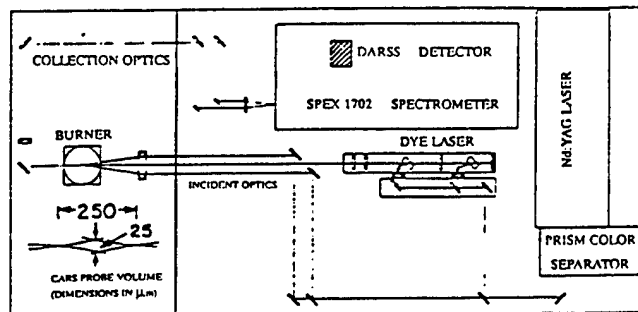 COLLECTION OPTICS
DARSS DETECTOR
SPEX 1702 SPECTROMETER
Nd:YAG LASER
BURNER
DYE LASER
INCIDENT OPTICS
250
25
CARS PROBE VOLUME
(DIMENSIONS IN μm)
PRISM COLOR
SEPARATOR